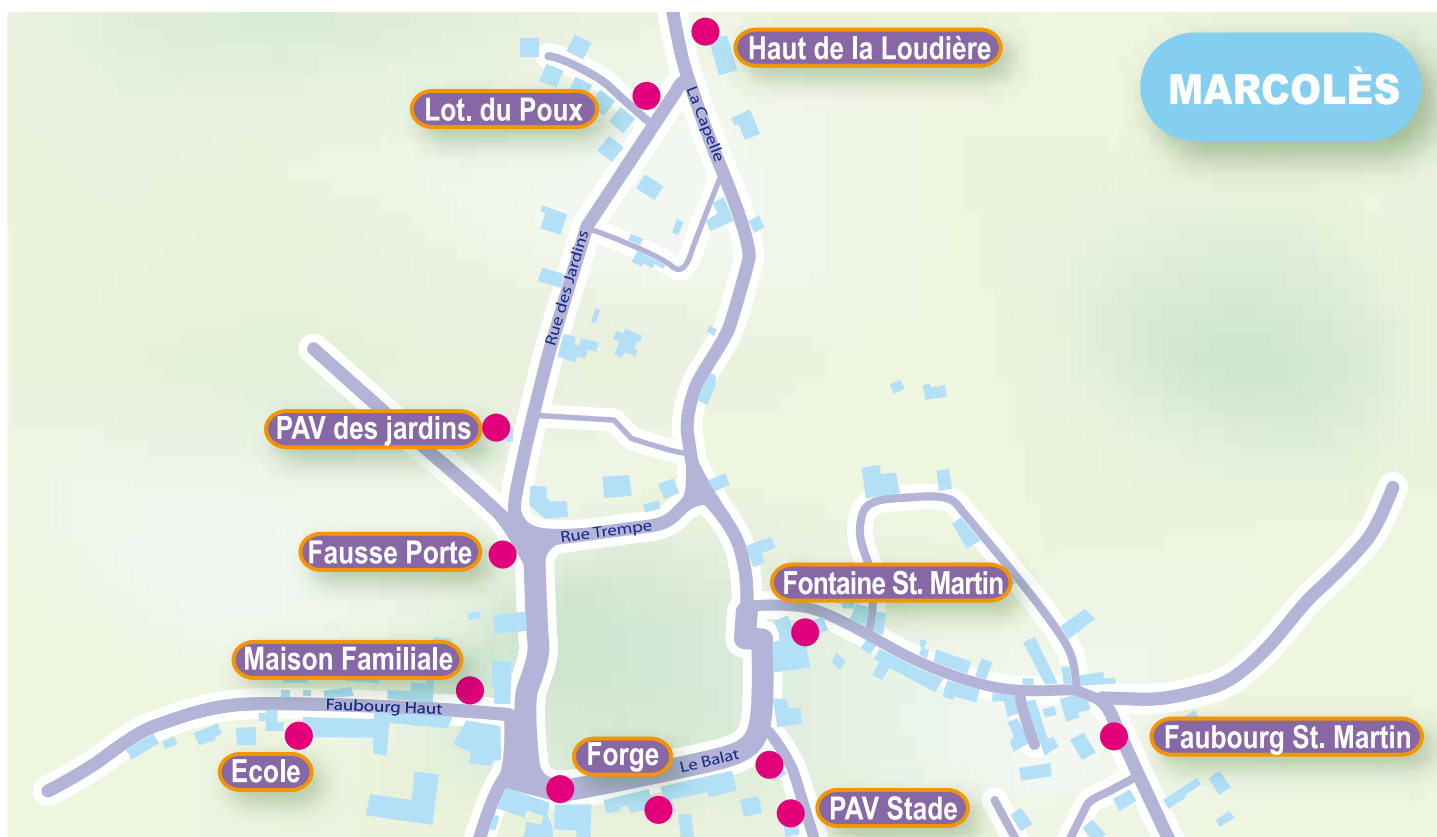 Haut de la Loudière
MARCOLÈS
Lot. du Poux
La Capelle
Rue des Jardins
PAV des jardins
Rue Trempe
Fausse Porte
Fontaine St. Martin
Maison Familiale
Faubourg Haut
Faubourg St. Martin
Forge
Le Balat
Ecole
PAV Stade